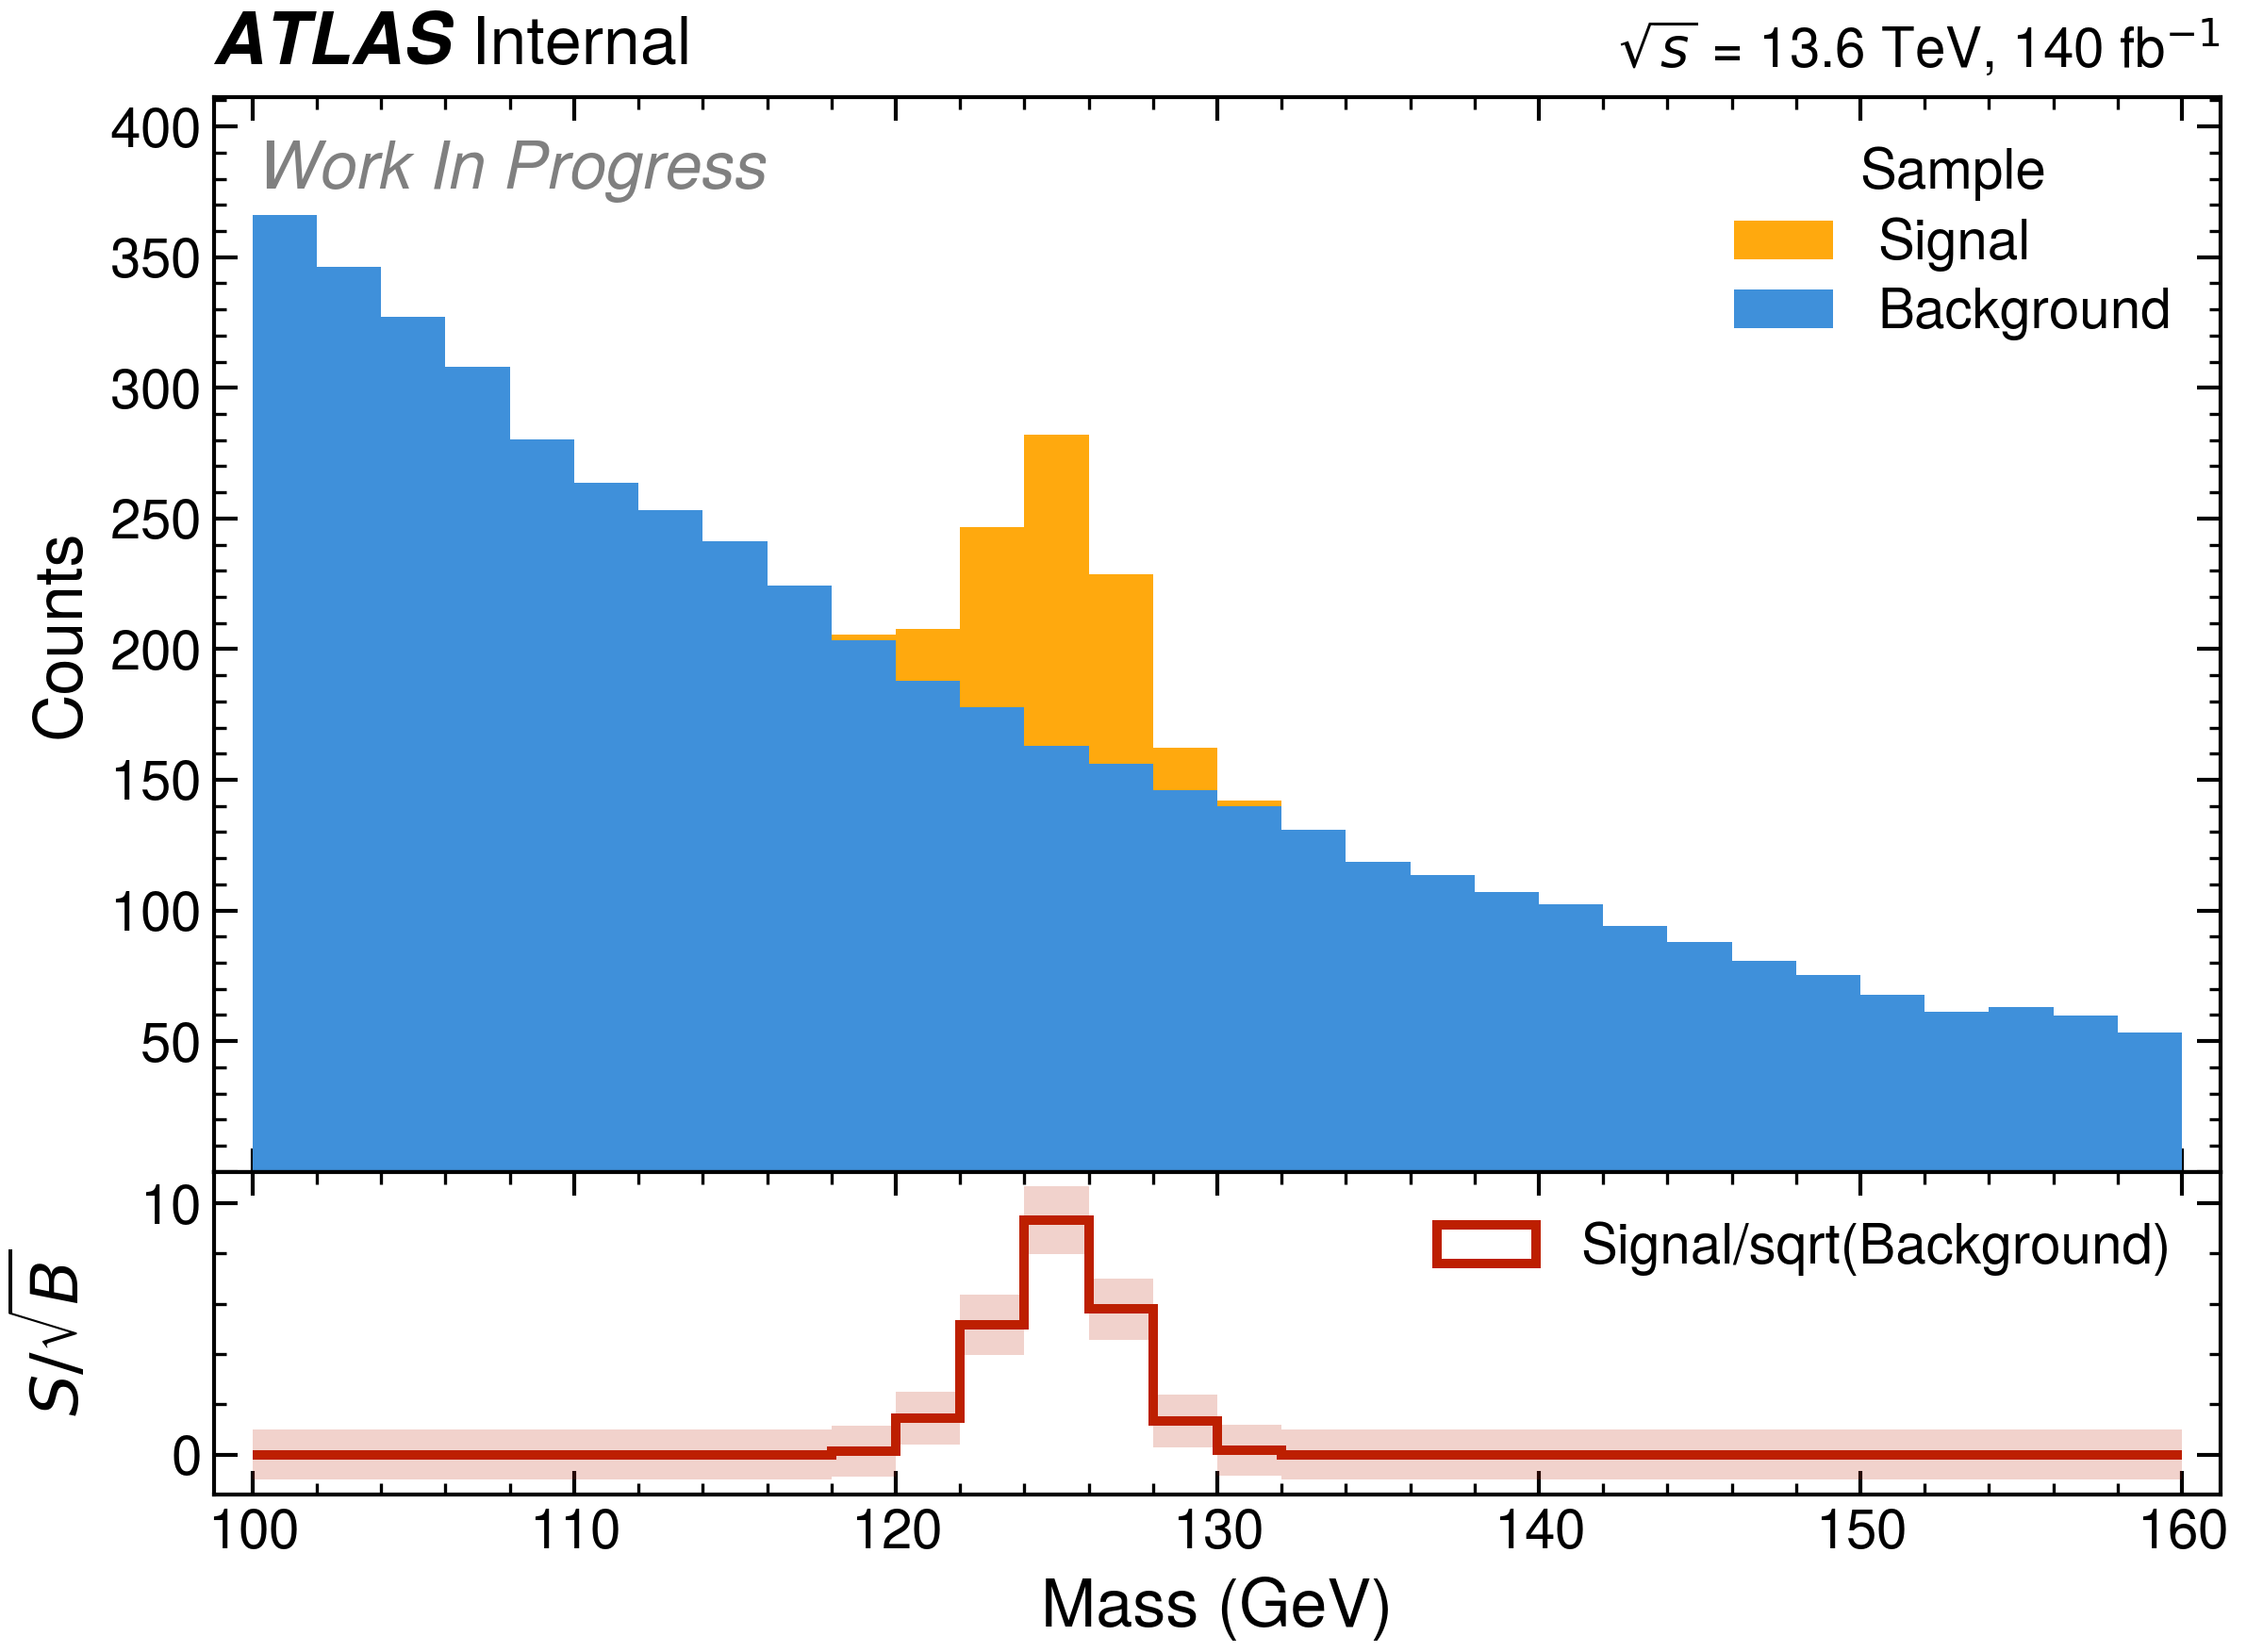 ATLAS Internal
√s = 13.6 TeV, 140 fb⁻¹
400
350
300
250
200
150
100
50
Counts
Work In Progress
Sample
Signal
Background
10
0
S/√B
Signal/sqrt(Background)
100 110 120 130 140 150 160
Mass (GeV)